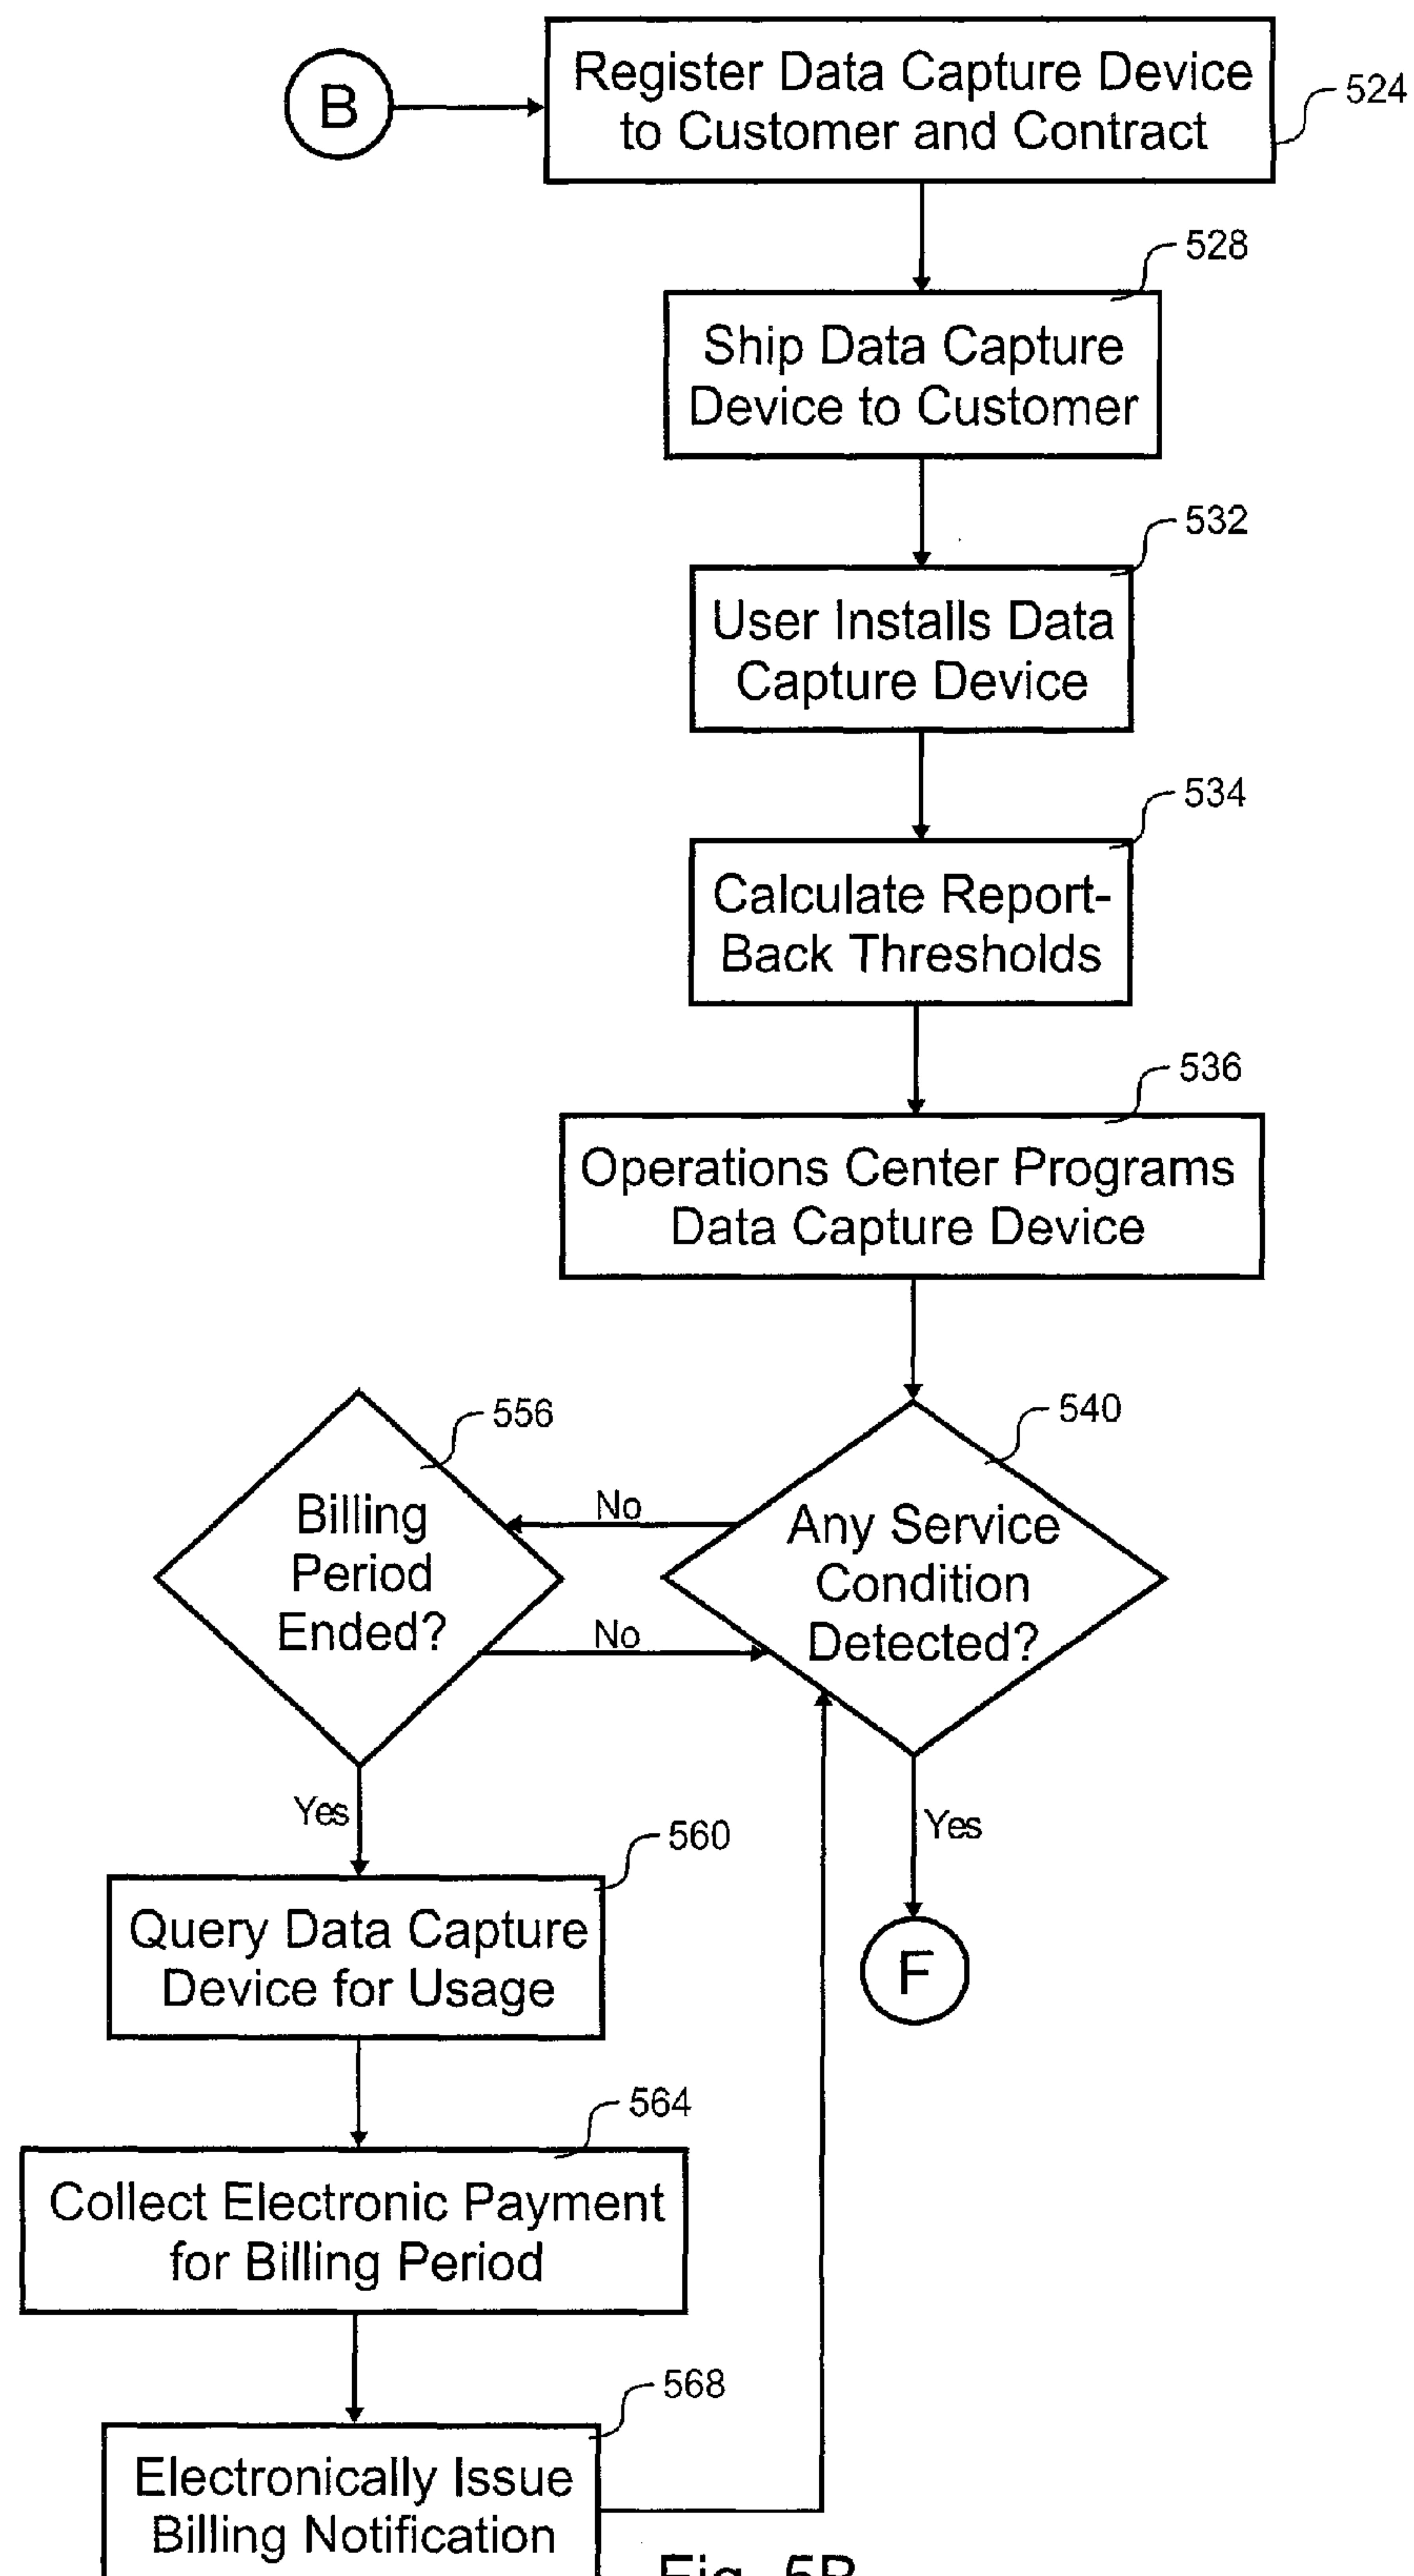 B
Register Data Capture Device
to Customer and Contract
524
528
Ship Data Capture
Device to Customer
532
User Installs Data
Capture Device
534
Calculate Report-
Back Thresholds
536
Operations Center Programs
Data Capture Device
556
540
Billing
Period
Ended?
No
No
Any Service
Condition
Detected?
Yes
Yes
560
Query Data Capture
Device for Usage
F
564
Collect Electronic Payment
for Billing Period
568
Electronically Issue
Billing Notification
Fig. 5B